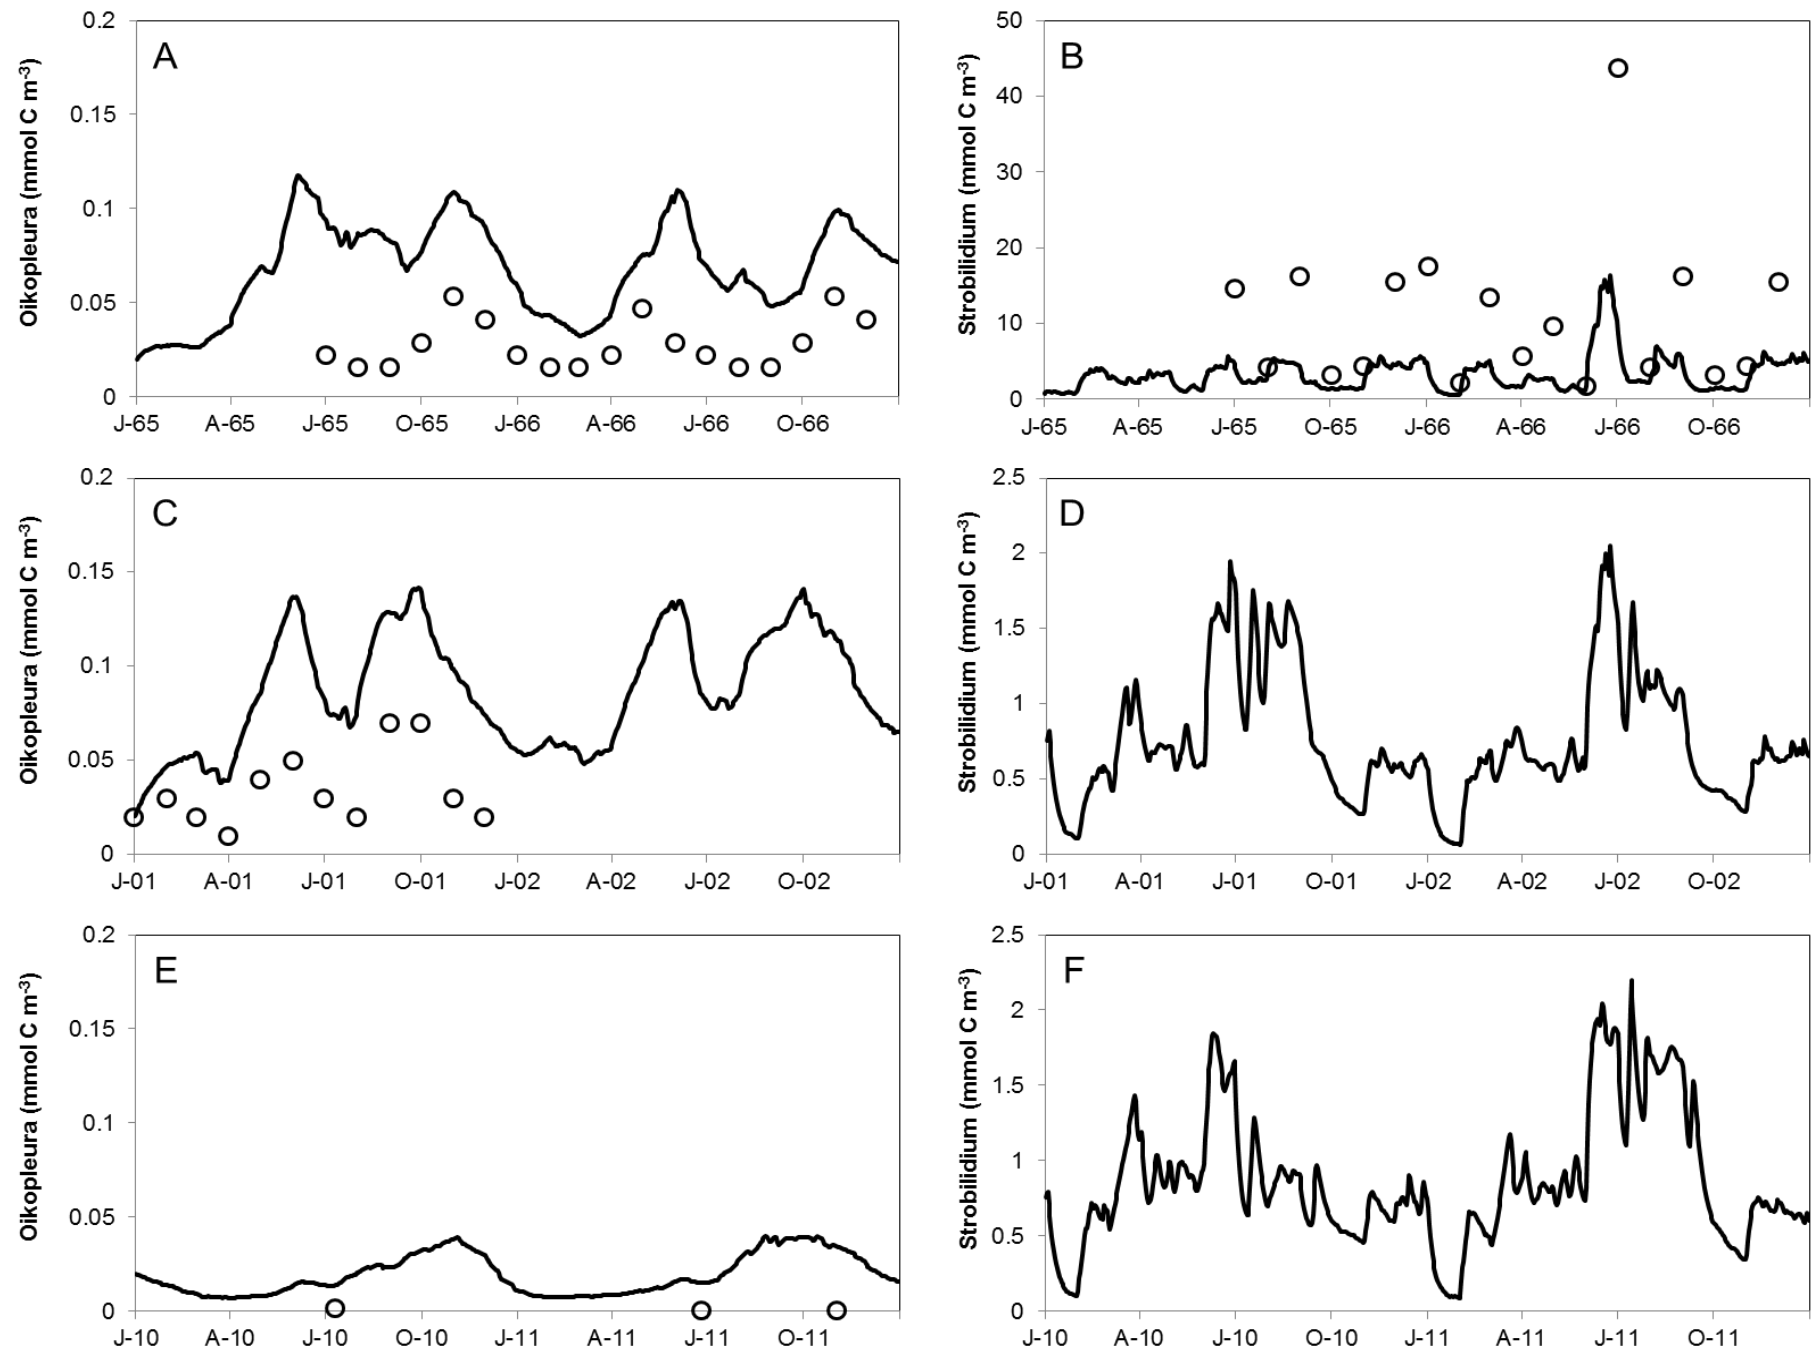 A
Oikopleura (mmol C m-3)
0.2
0.15
0.1
0.05
0
J-65 A-65 J-65 O-65 J-66 A-66 J-66 O-66
B
Strobilidium (mmol C m-3)
50
40
30
20
10
0
J-65 A-65 J-65 O-65 J-66 A-66 J-66 O-66
C
Oikopleura (mmol C m-3)
0.2
0.15
0.1
0.05
0
J-01 A-01 J-01 O-01 J-02 A-02 J-02 O-02
D
Strobilidium (mmol C m-3)
2.5
2
1.5
1
0.5
0
J-01 A-01 J-01 O-01 J-02 A-02 J-02 O-02
E
Oikopleura (mmol C m-3)
0.2
0.15
0.1
0.05
0
J-10 A-10 J-10 O-10 J-11 A-11 J-11 O-11
F
Strobilidium (mmol C m-3)
2.5
2
1.5
1
0.5
0
J-10 A-10 J-10 O-10 J-11 A-11 J-11 O-11